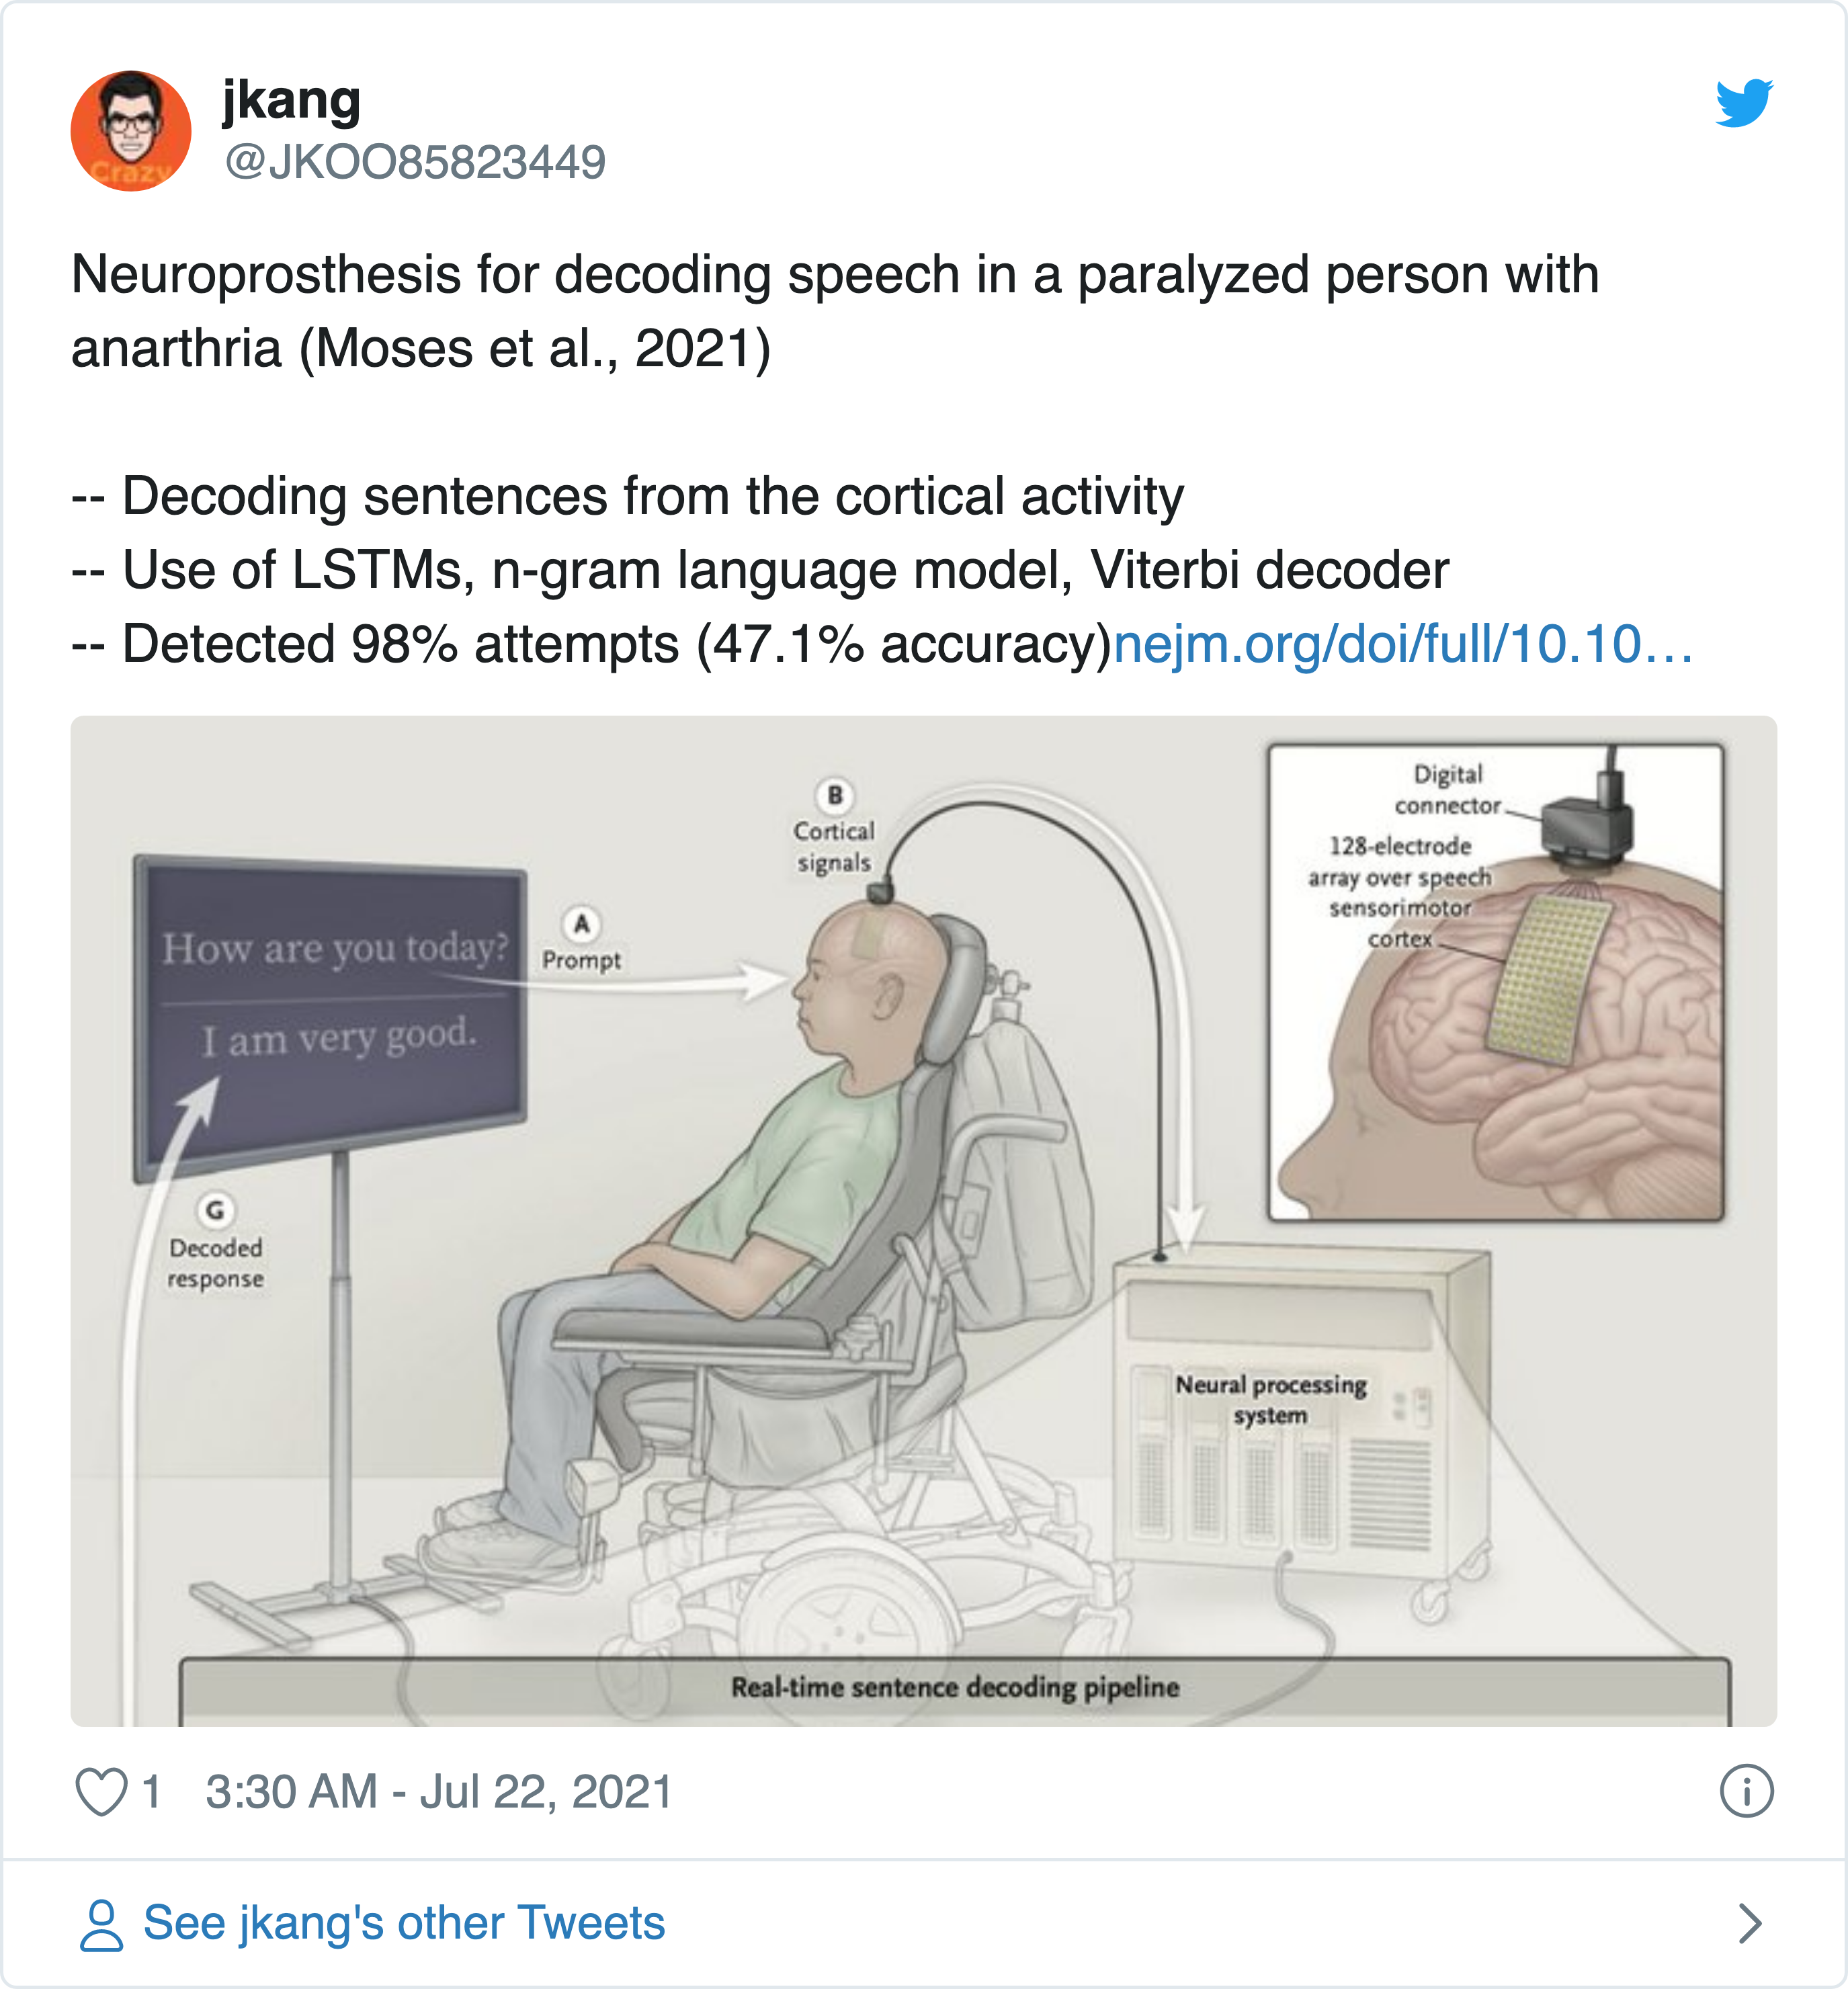 jkang
@JKOO85823449
Crazy
Neuroprosthesis for decoding speech in a paralyzed person with
anarthria (Moses et al., 2021)
-- Decoding sentences from the cortical activity
-- Use of LSTMs, n-gram language model, Viterbi decoder
-- Detected 98% attempts (47.1% accuracy)nejm.org/doi/full/10.10…
How are you today?
I am very good.
A
Prompt
B
Cortical
signals
Digital
connector
128-electrode
array over speech
sensorimotor
cortex
G
Decoded
response
Neural processing
system
Real-time sentence decoding pipeline
1 3:30 AM - Jul 22, 2021
See jkang's other Tweets